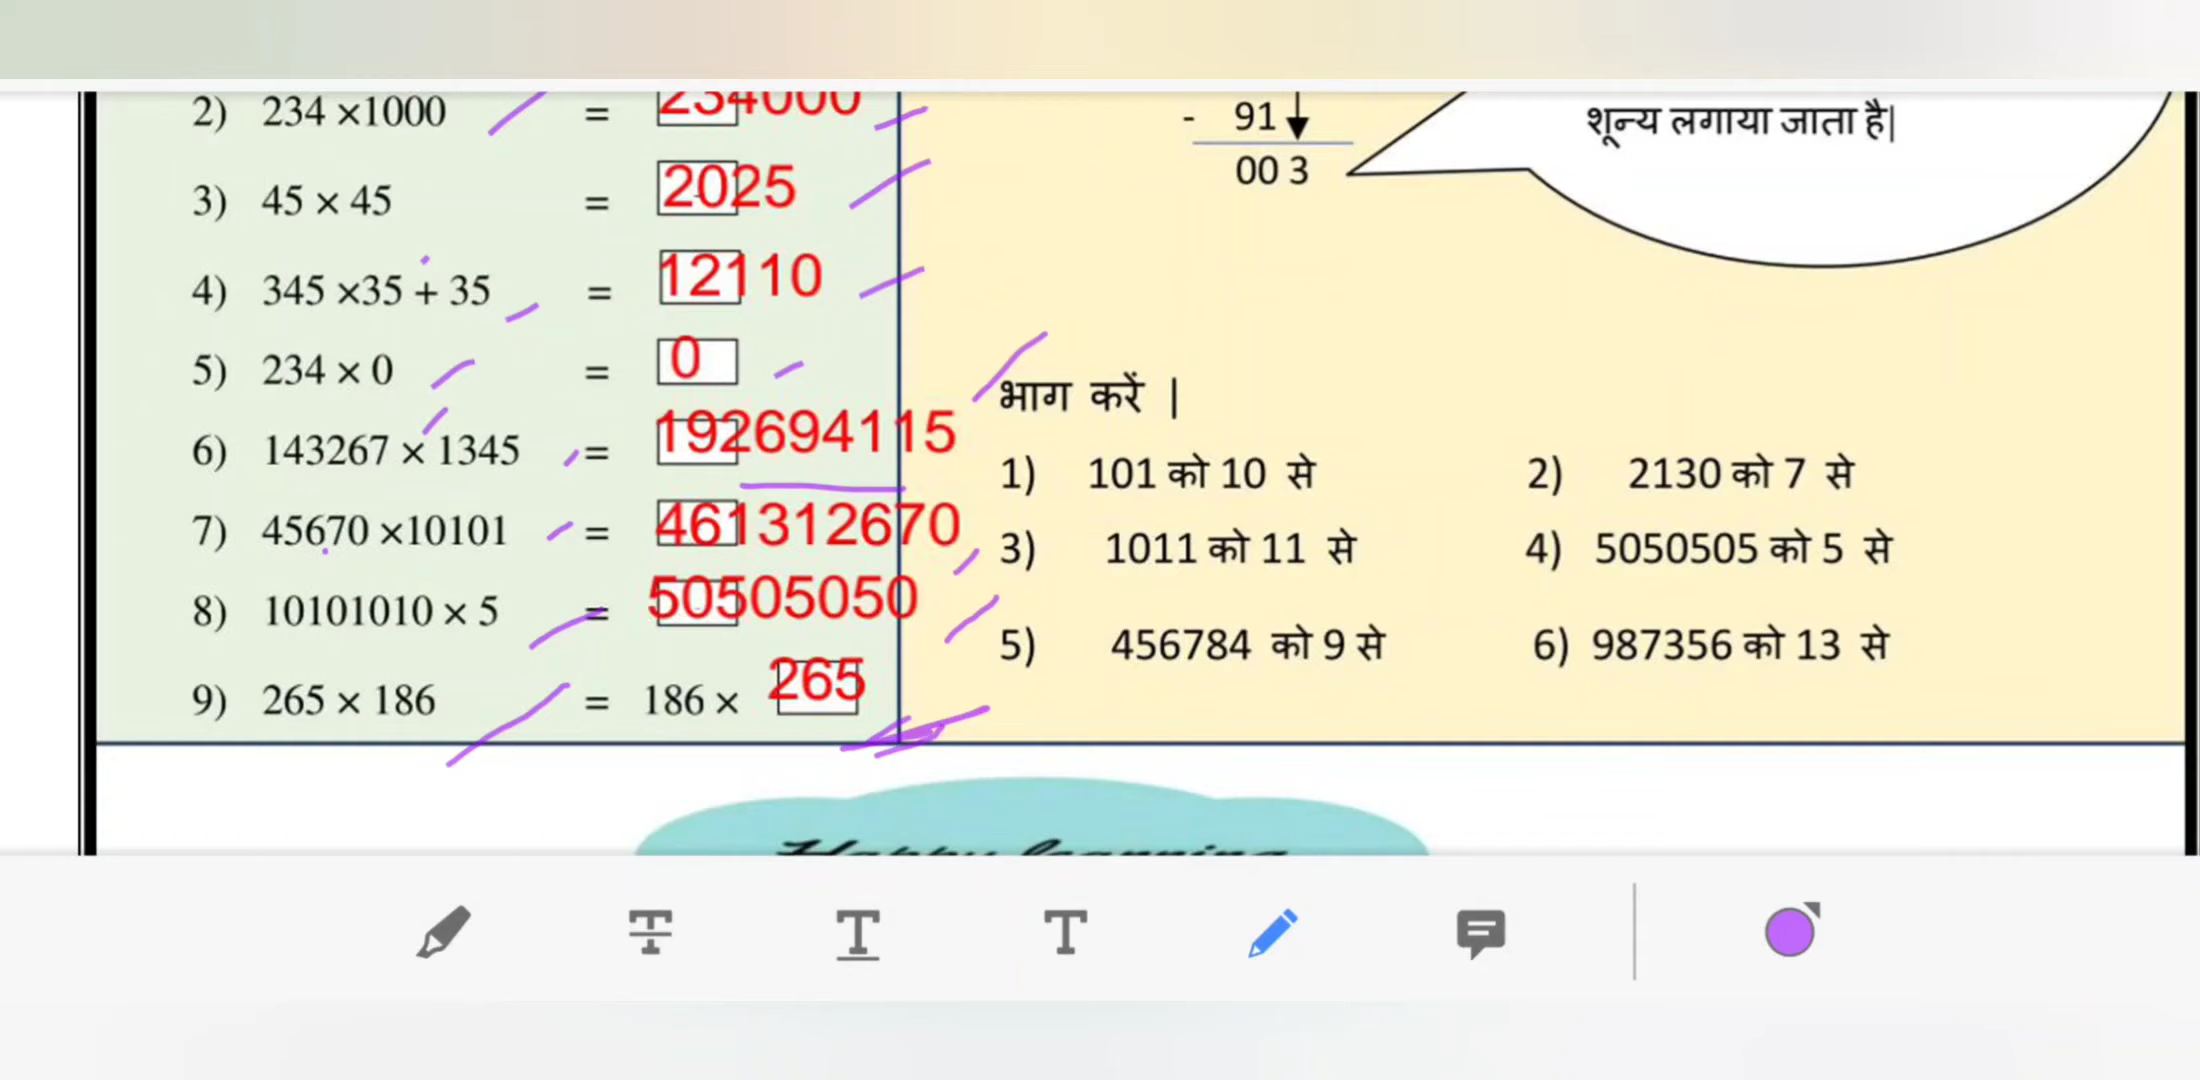 2) 234 ×1000 = 234000
3) 45 × 45 = 2025
4) 345 ×35 + 35 = 12110
5) 234 × 0 = 0
6) 143267 × 1345 = 192694115
7) 45670 ×10101 = 461312670
8) 10101010 × 5 = 50505050
9) 265 × 186 = 186 × 265
- 91
00 3
शून्य लगाया जाता है|
भाग करें |
1) 101 को 10 से
2) 2130 को 7 से
3) 1011 को 11 से
4) 5050505 को 5 से
5) 456784 को 9 से
6) 987356 को 13 से
Happy learning